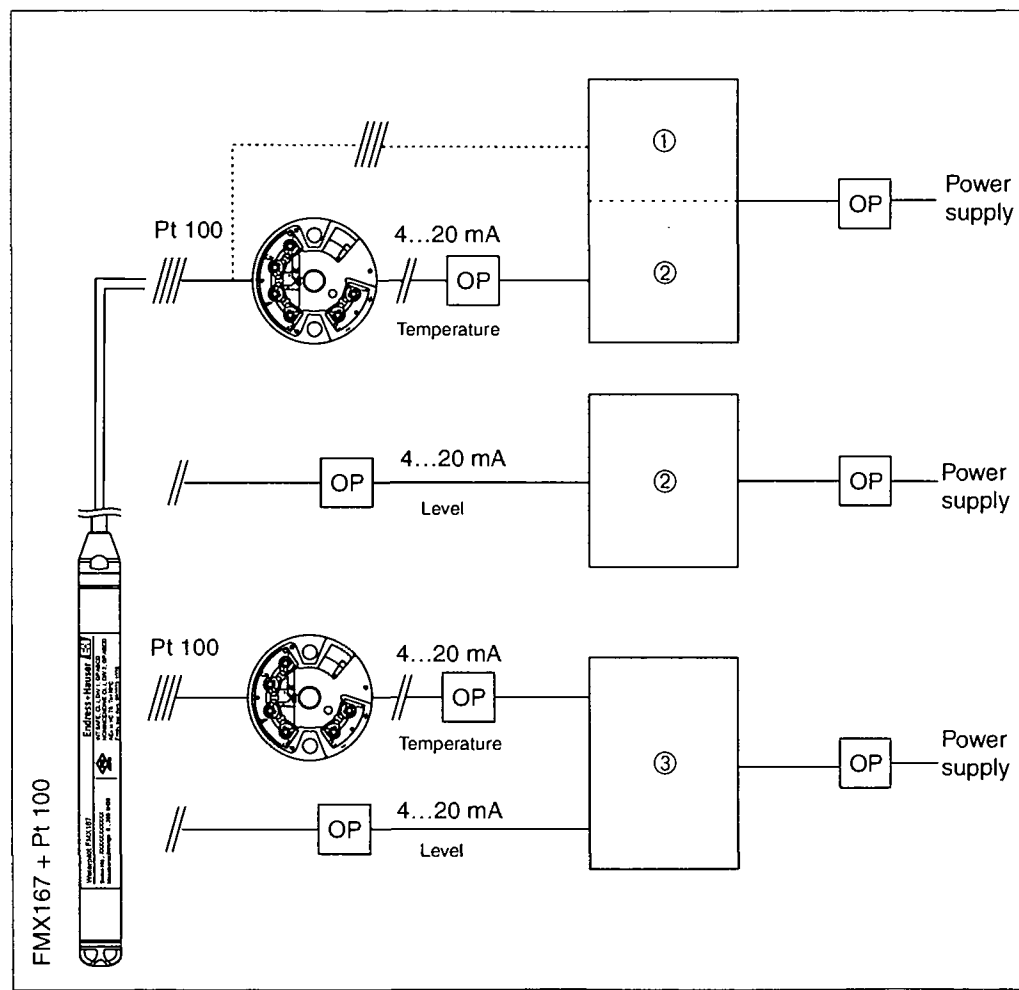 ①
Pt 100
4...20 mA
OP
Power
supply
OP
②
Temperature
4...20 mA
OP
②
OP
Power
supply
Level
Pt 100
4...20 mA
OP
Temperature
③
OP
Power
supply
4...20 mA
OP
Level
FMX167 + Pt 100
Endress+Hauser
Waterpilot FMX167